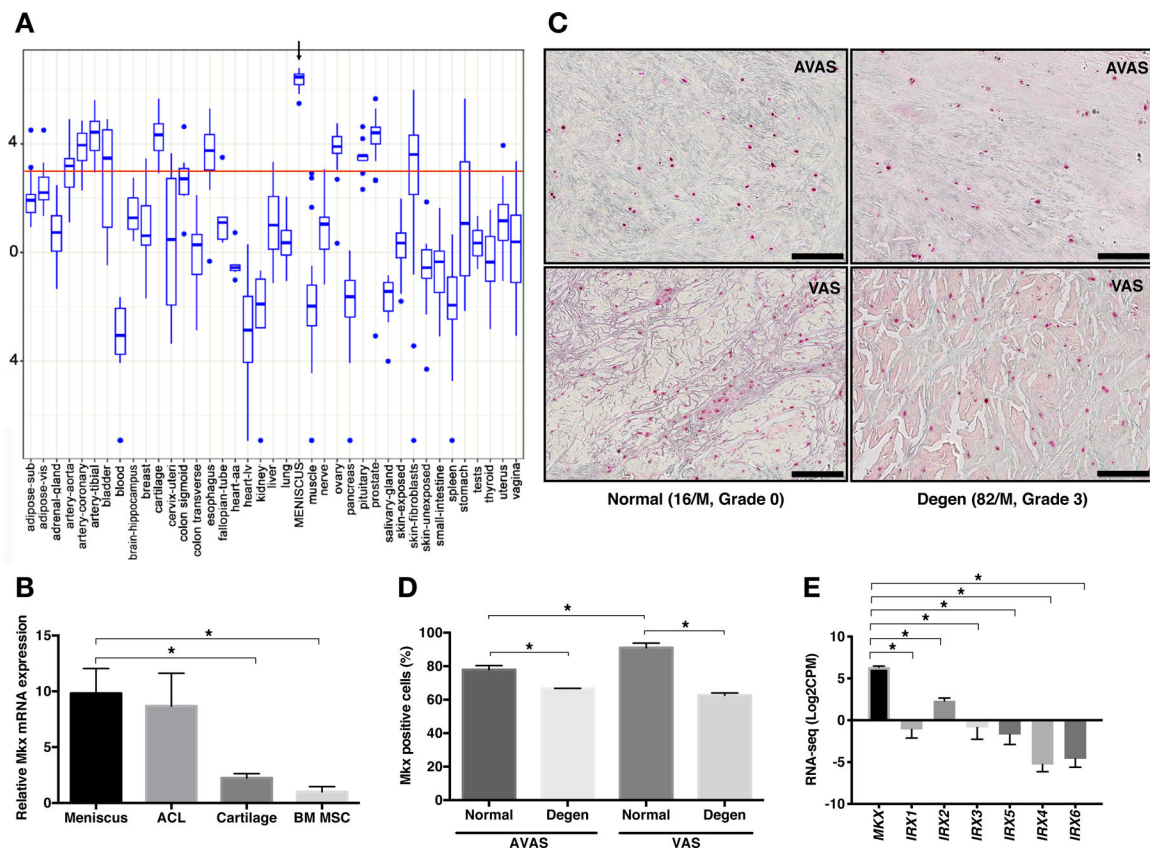 A
4
0
4
adipose-sub
adipose-vis
adrenal-gland
artery-aorta
artery-coronary
artery-tibial
bladder
blood
brain-hippocampus
breast
cartilage
cervix-uteri
colon sigmoid
colon transverse
esophagus
fallopian-tube
heart-aaa
heart-lv
kidney
liver
lung
MENISCUS
muscle
nerve
ovary
pancreas
pituitary
prostate
salivary-gland
skin-exposed
skin-fibroblasts
skin-unexposed
small-intestine
spleen
stomach
tests
thyroid
uterus
vagina
C
AVAS
AVAS
VAS
VAS
Normal (16/M, Grade 0)
Degen (82/M, Grade 3)
B
Relative Mkx mRNA expression
15
10
5
0
*
*
Meniscus
ACL
Cartilage
BM MSC
D
Mkx positive cells (%)
100
80
60
40
20
0
*
*
*
Normal
Degen
Normal
Degen
AVAS
VAS
E
RNA-seq (Log2CPM)
10
5
0
-5
-10
*
*
*
*
*
*
MKX
IRX1
IRX2
IRX3
IRX5
IRX4
IRX6